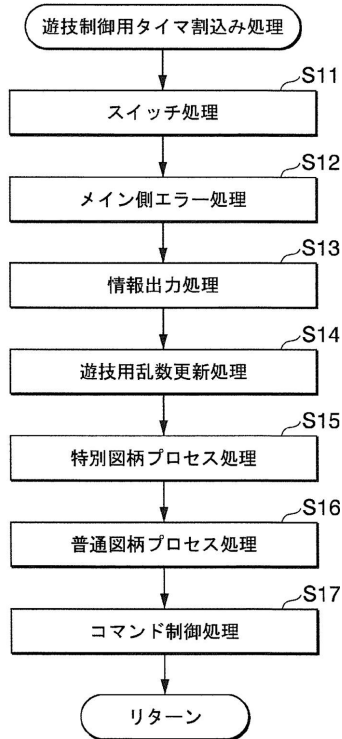 遊技制御用タイマ割込み処理
S11
スイッチ処理
S12
メイン側エラー処理
S13
情報出力処理
S14
遊技用乱数更新処理
S15
特別図柄プロセス処理
S16
普通図柄プロセス処理
S17
コマンド制御処理
リターン